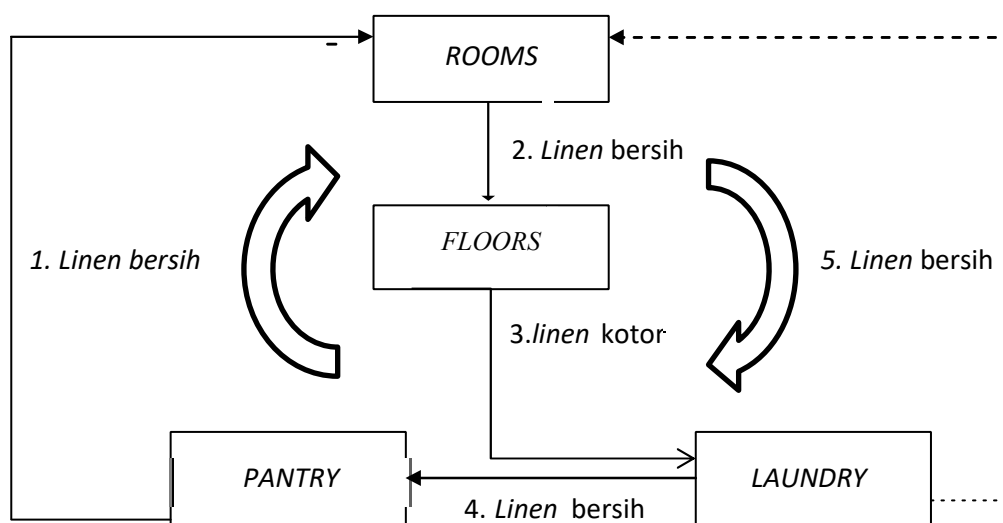 ROOMS
2. Linen bersih
FLOORS
1. Linen bersih
5. Linen bersih
3.linen kotor
PANTRY
LAUNDRY
4. Linen bersih